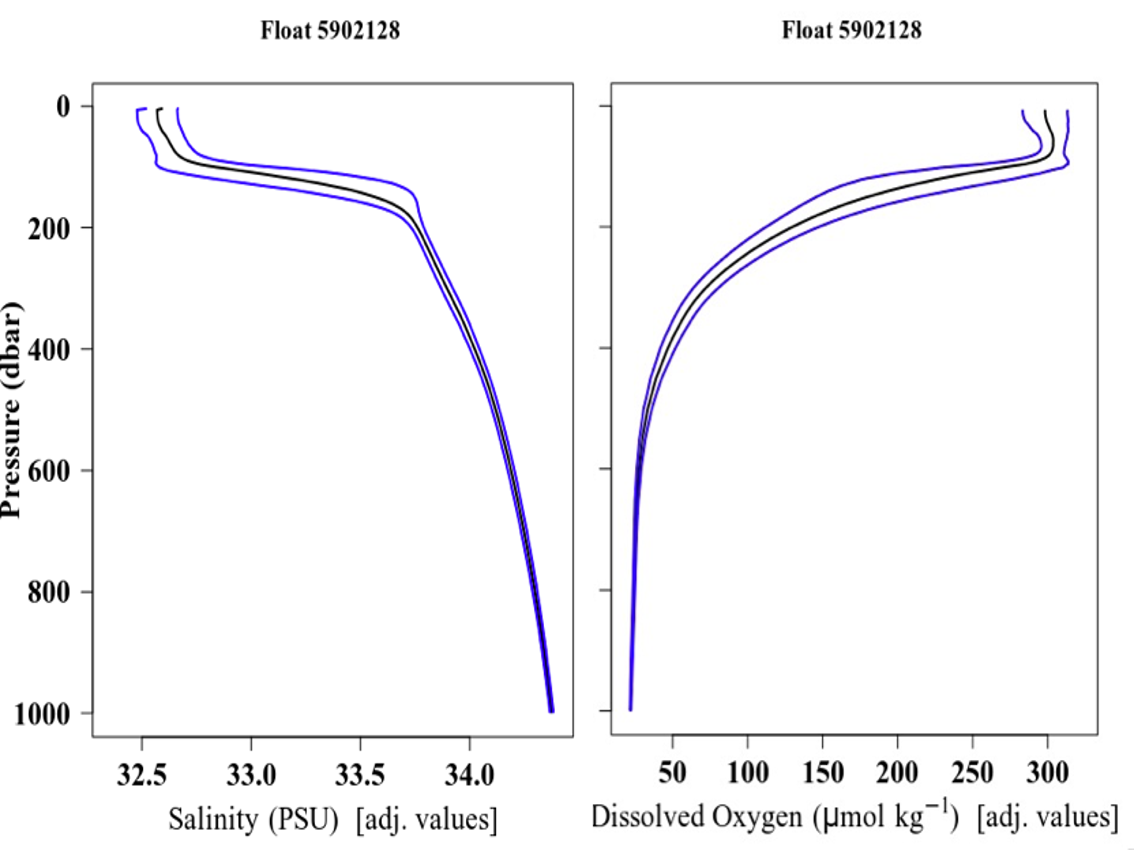 Float 5902128
Float 5902128
Pressure (dbar)
0
200
400
600
800
1000
32.5 33.0 33.5 34.0
Salinity (PSU) [adj. values]
50 100 150 200 250 300
Dissolved Oxygen (µmol kg⁻¹) [adj. values]